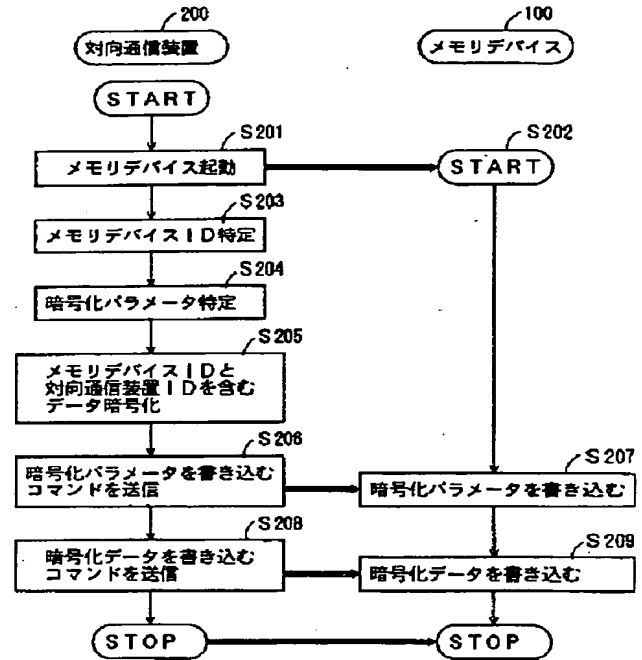 200
100
対向通信装置
メモリデバイス
START
S201
S202
メモリデバイス起動
START
S203
メモリデバイスID特定
S204
暗号化パラメータ特定
S205
メモリデバイスIDと
対向通信装置IDを含む
データ暗号化
S206
S207
暗号化パラメータを書き込む
コマンドを送信
暗号化パラメータを書き込む
S208
S209
暗号化データを書き込む
コマンドを送信
暗号化データを書き込む
STOP
STOP